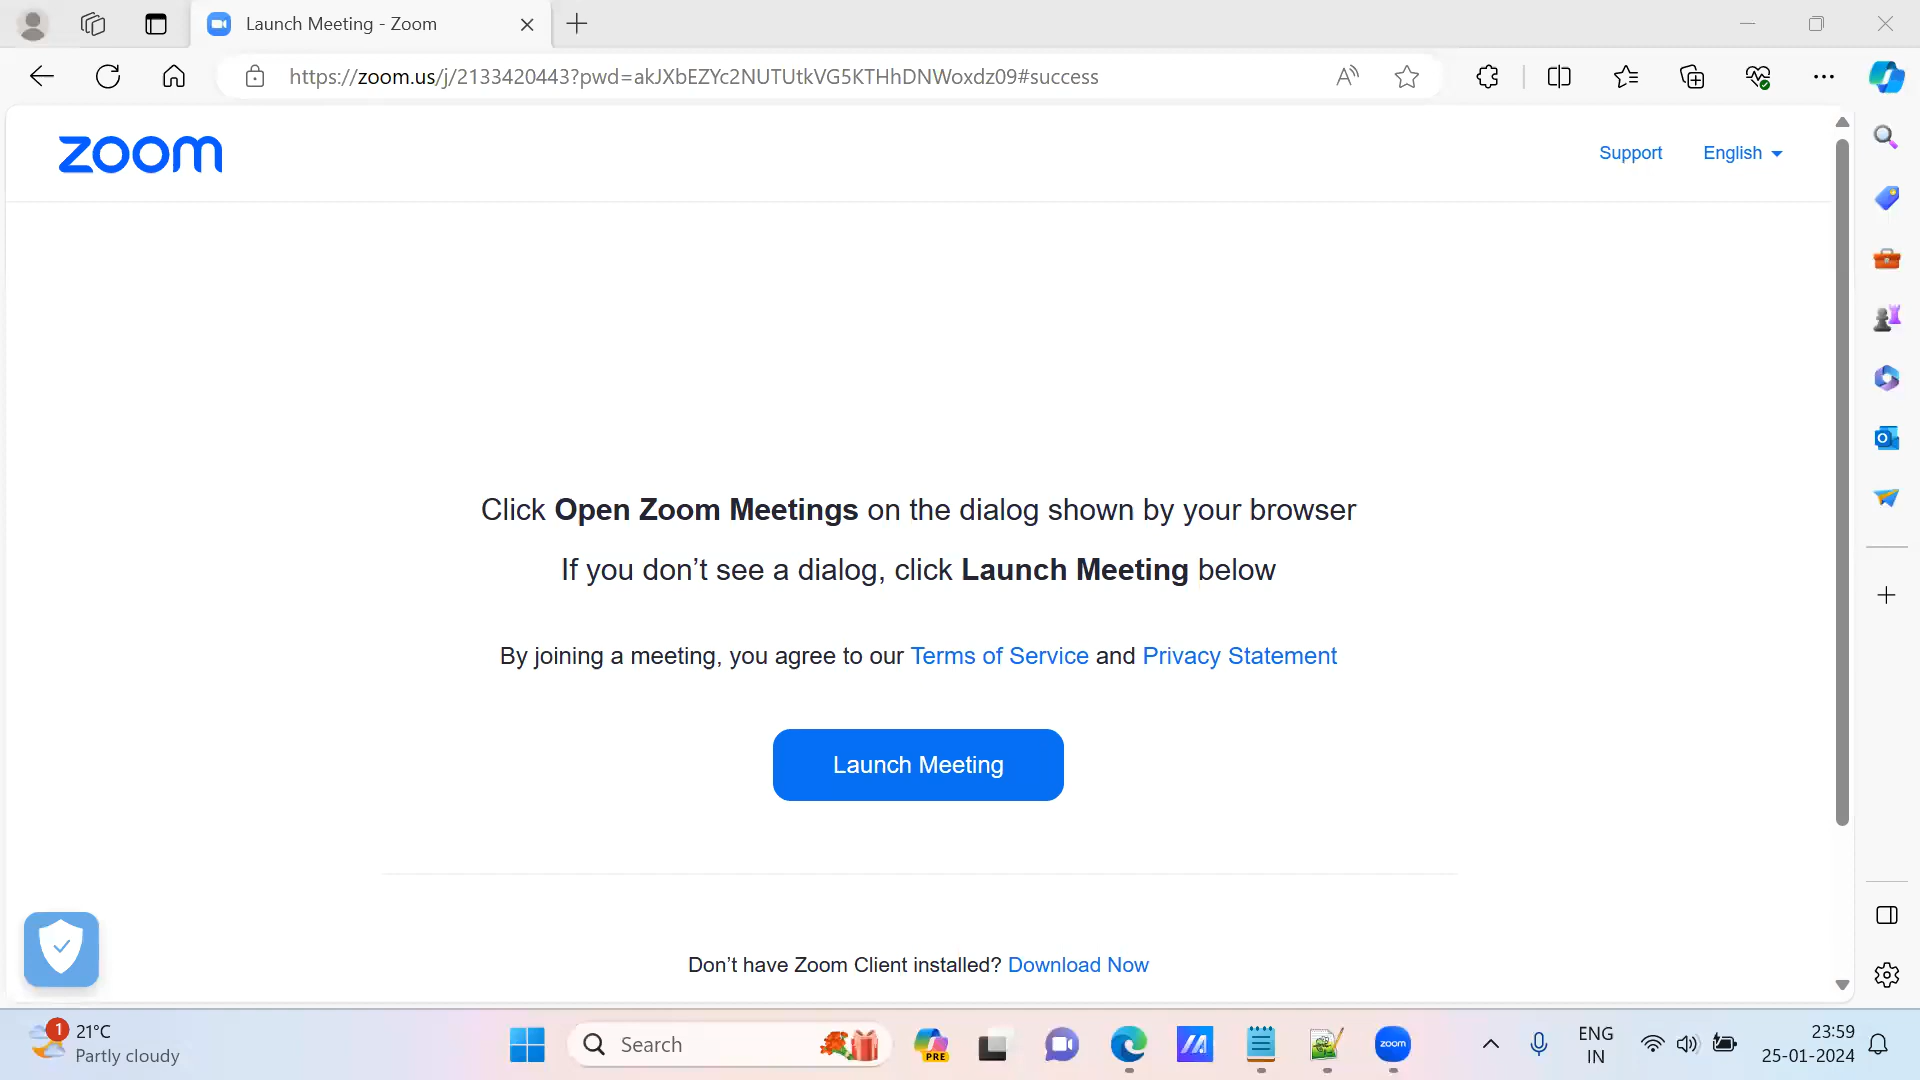 Launch Meeting - Zoom
https://zoom.us/j/2133420443?pwd=akJXbEZYc2NUTUtkVG5KTHhDNWoxdz09#success
zoom
Support English
Click Open Zoom Meetings on the dialog shown by your browser
If you don’t see a dialog, click Launch Meeting below
By joining a meeting, you agree to our Terms of Service and Privacy Statement
Launch Meeting
Don’t have Zoom Client installed? Download Now
1
21°C
Partly cloudy
Search
PRE
zoom
ENG
IN
23:59
25-01-2024